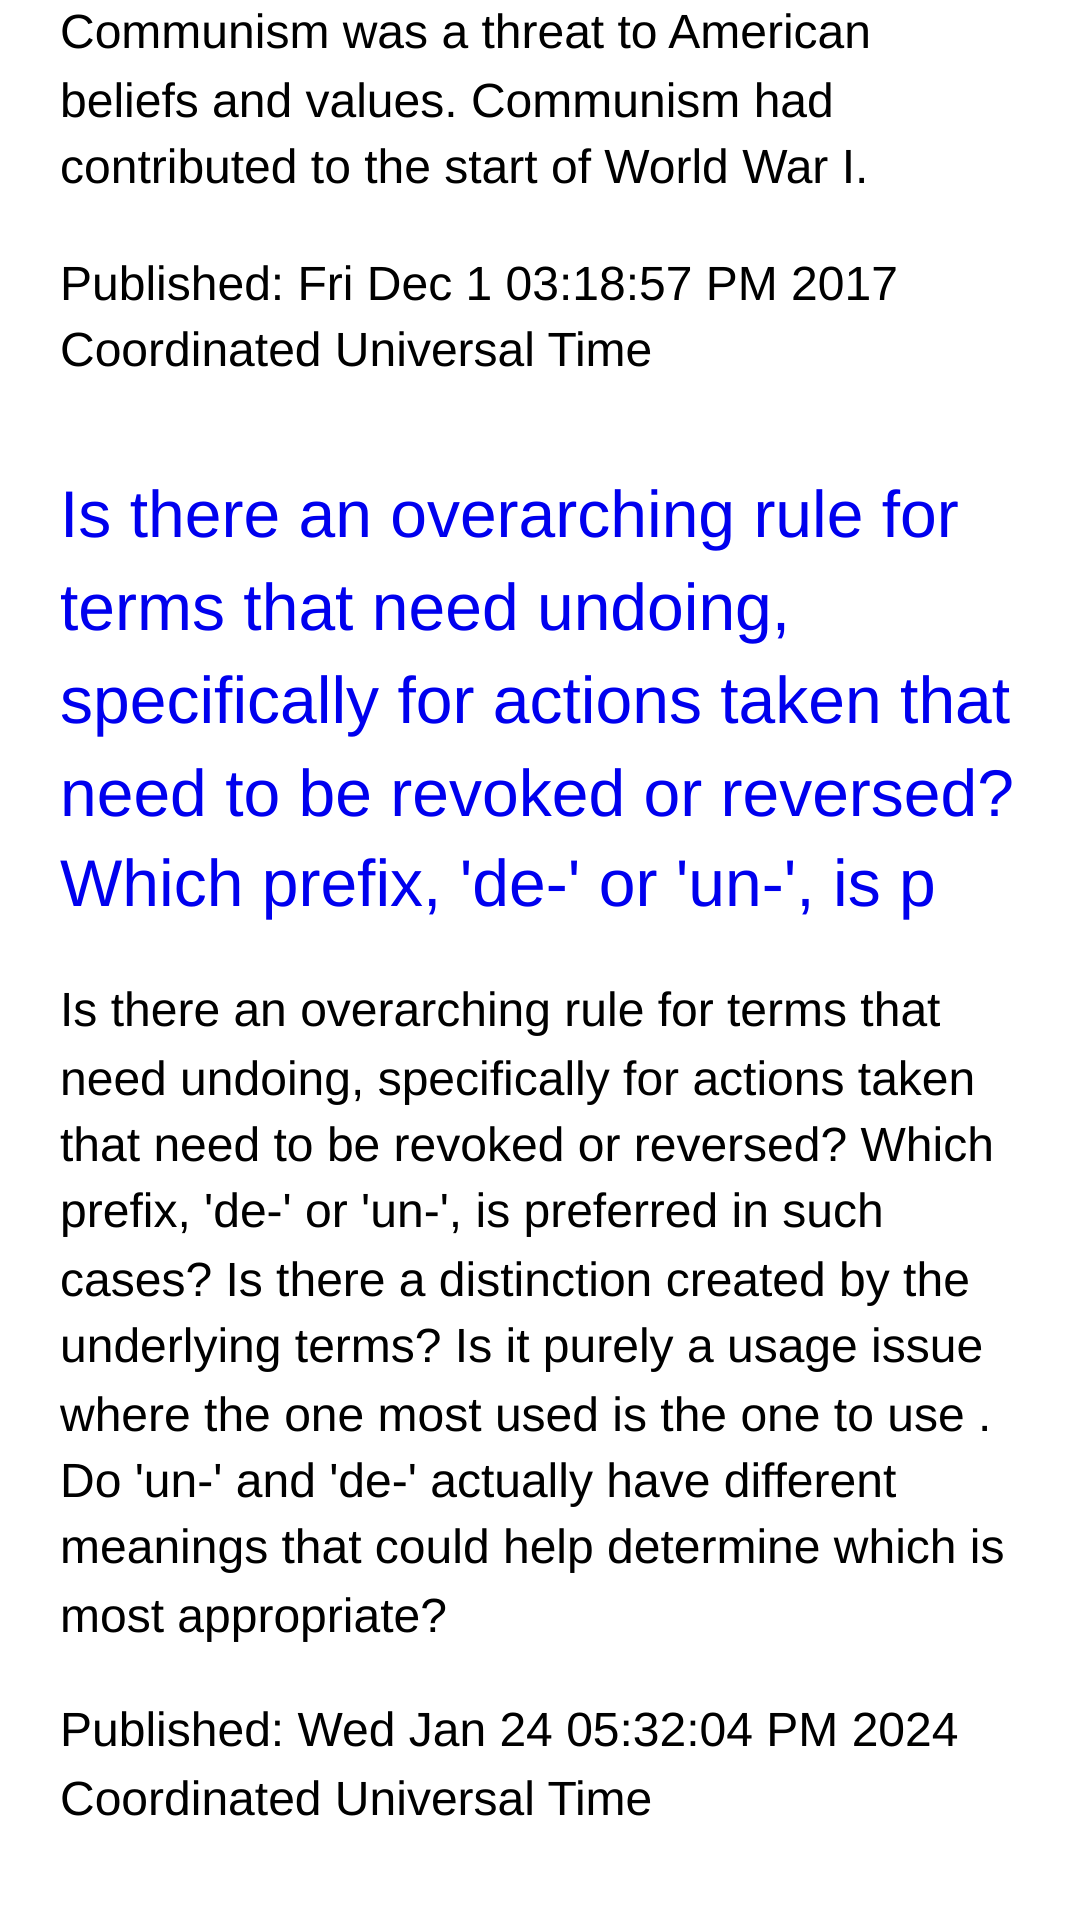 Communism was a threat to American
beliefs and values. Communism had
contributed to the start of World War I.
Published: Fri Dec 1 03:18:57 PM 2017
Coordinated Universal Time
Is there an overarching rule for
terms that need undoing,
specifically for actions taken that
need to be revoked or reversed?
Which prefix, 'de-' or 'un-', is p
Is there an overarching rule for terms that
need undoing, specifically for actions taken
that need to be revoked or reversed? Which
prefix, 'de-' or 'un-', is preferred in such
cases? Is there a distinction created by the
underlying terms? Is it purely a usage issue
where the one most used is the one to use .
Do 'un-' and 'de-' actually have different
meanings that could help determine which is
most appropriate?
Published: Wed Jan 24 05:32:04 PM 2024
Coordinated Universal Time